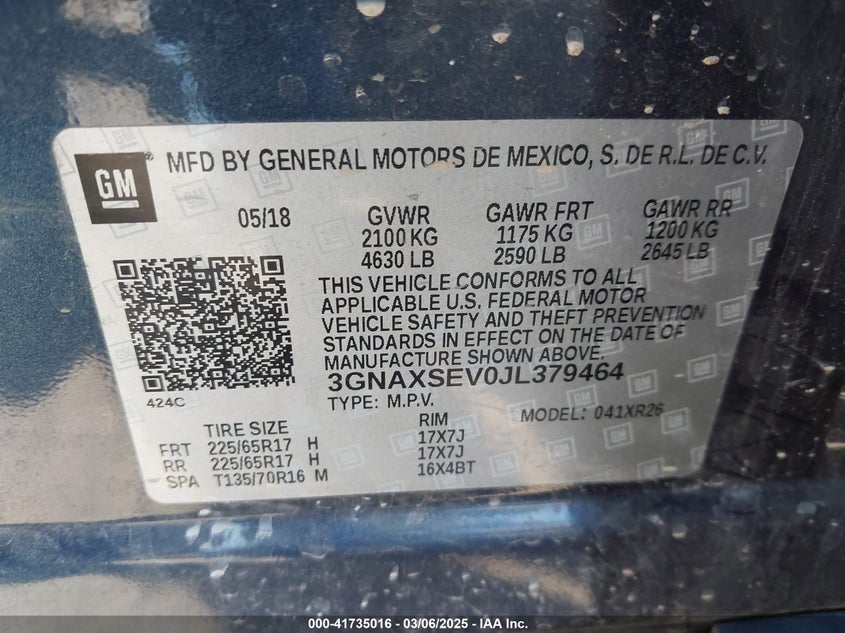 GM
MFD BY GENERAL MOTORS DE MEXICO, S. DE R.L. DE C.V.
05/18 GVWR GAWR FRT GAWR RR
2100 KG 1175 KG 1200 KG
4630 LB 2590 LB 2645 LB
THIS VEHICLE CONFORMS TO ALL
APPLICABLE U.S. FEDERAL MOTOR
VEHICLE SAFETY AND THEFT PREVENTION
STANDARDS IN EFFECT ON THE DATE OF
MANUFACTURE SHOWN ABOVE.
3GNAXSEV0JL379464
424C
TYPE: M.P.V. MODEL: 041XR26
TIRE SIZE RIM
FRT 225/65R17 H 17X7J
RR 225/65R17 H 17X7J
SPA T135/70R16 M 16X4BT
000-41735016 - 03/06/2025 - IAA Inc.